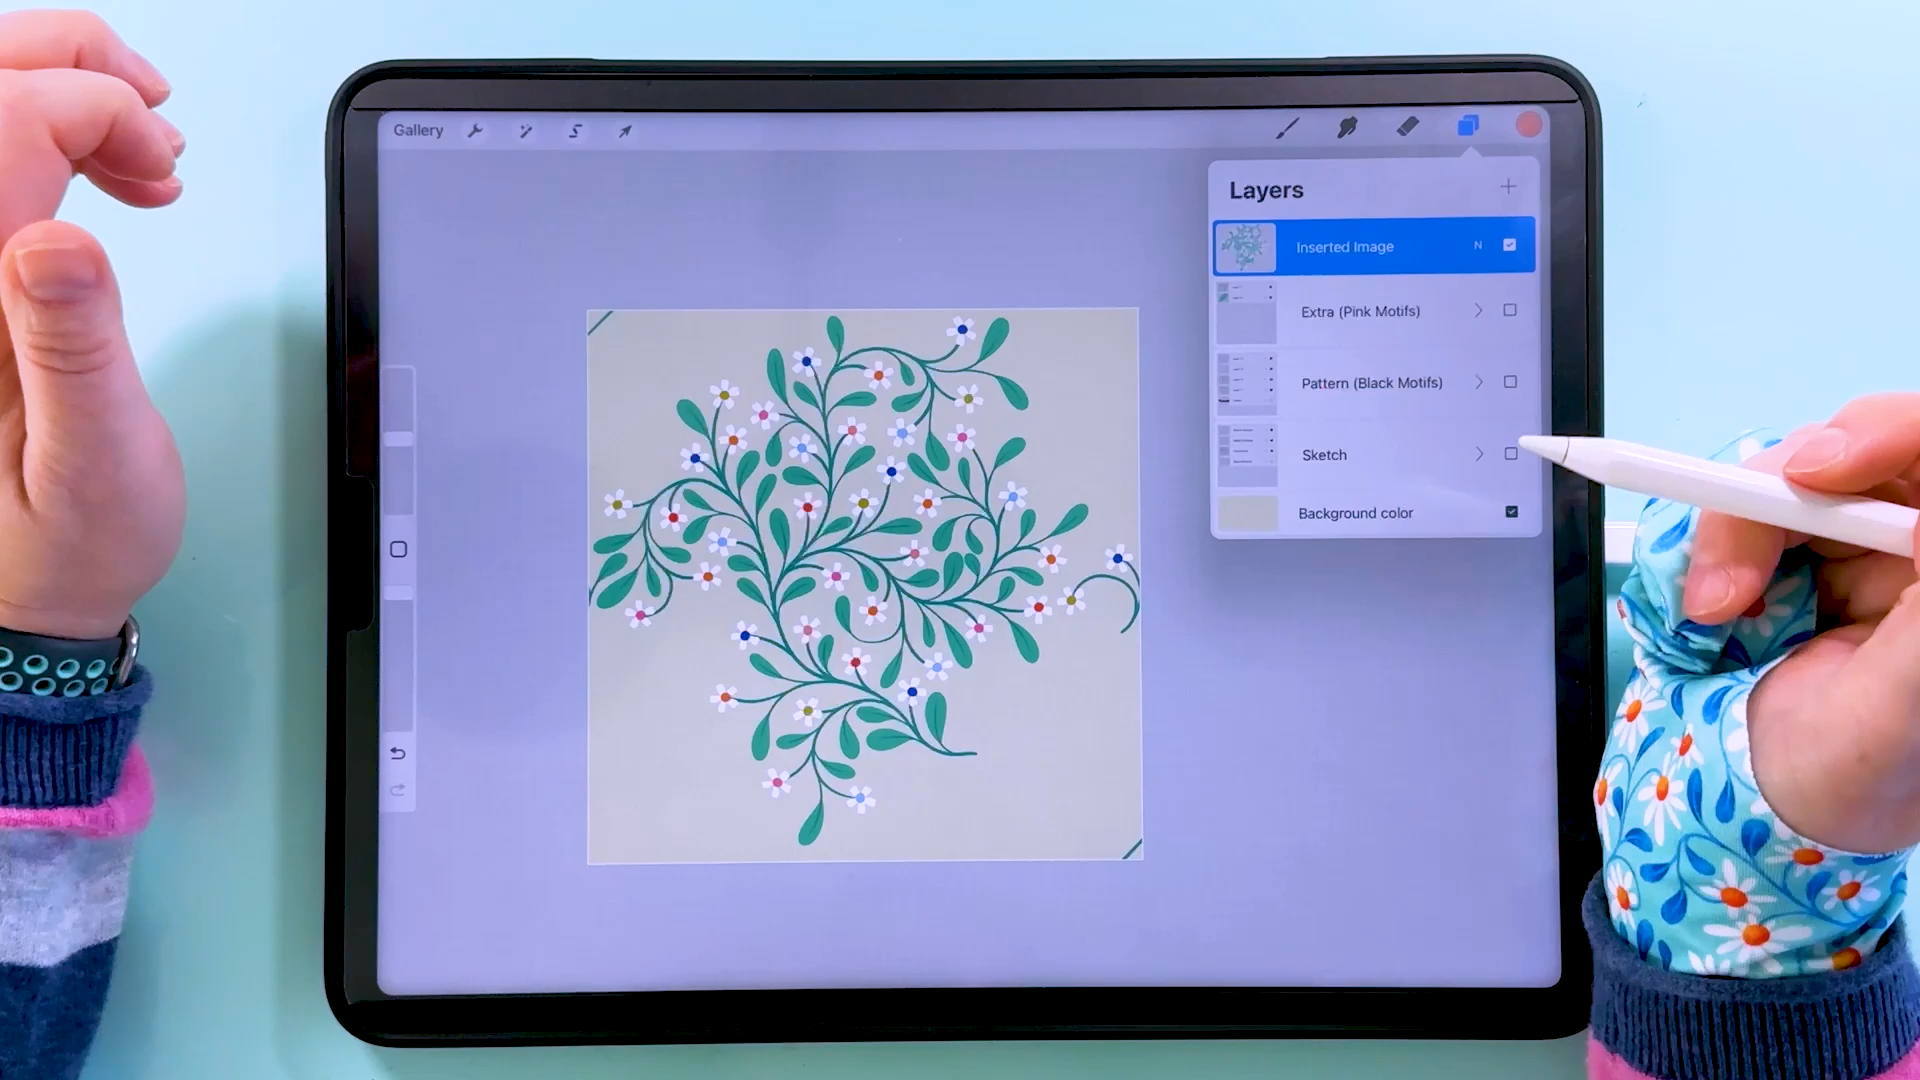 Gallery
Layers
Inserted Image N
Extra (Pink Motifs)
Pattern (Black Motifs)
Sketch
Background color